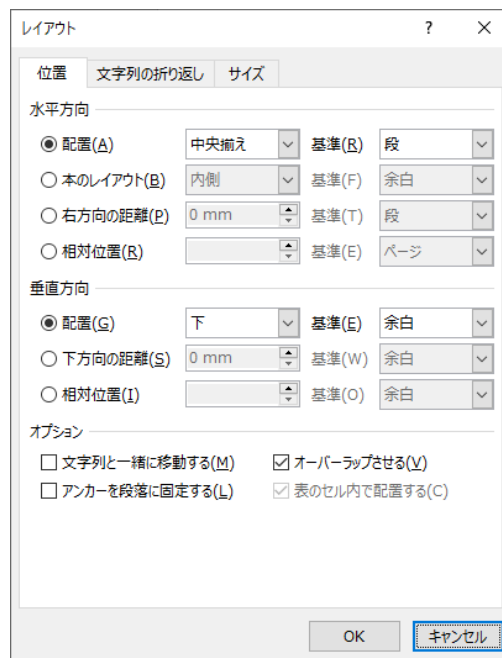 レイアウト ? ×
位置 文字列の折り返し サイズ
水平方向
配置(A) 中央揃え 基準(R) 段
本のレイアウト(B) 内側 基準(F) 余白
右方向の距離(P) 0 mm 基準(T) 段
相対位置(R) 基準(E) ページ
垂直方向
配置(G) 下 基準(E) 余白
下方向の距離(S) 0 mm 基準(W) 余白
相対位置(I) 基準(O) 余白
オプション
文字列と一緒に移動する(M) オーバーラップさせる(V)
アンカーを段落に固定する(L) 表のセル内で配置する(C)
OK キャンセル